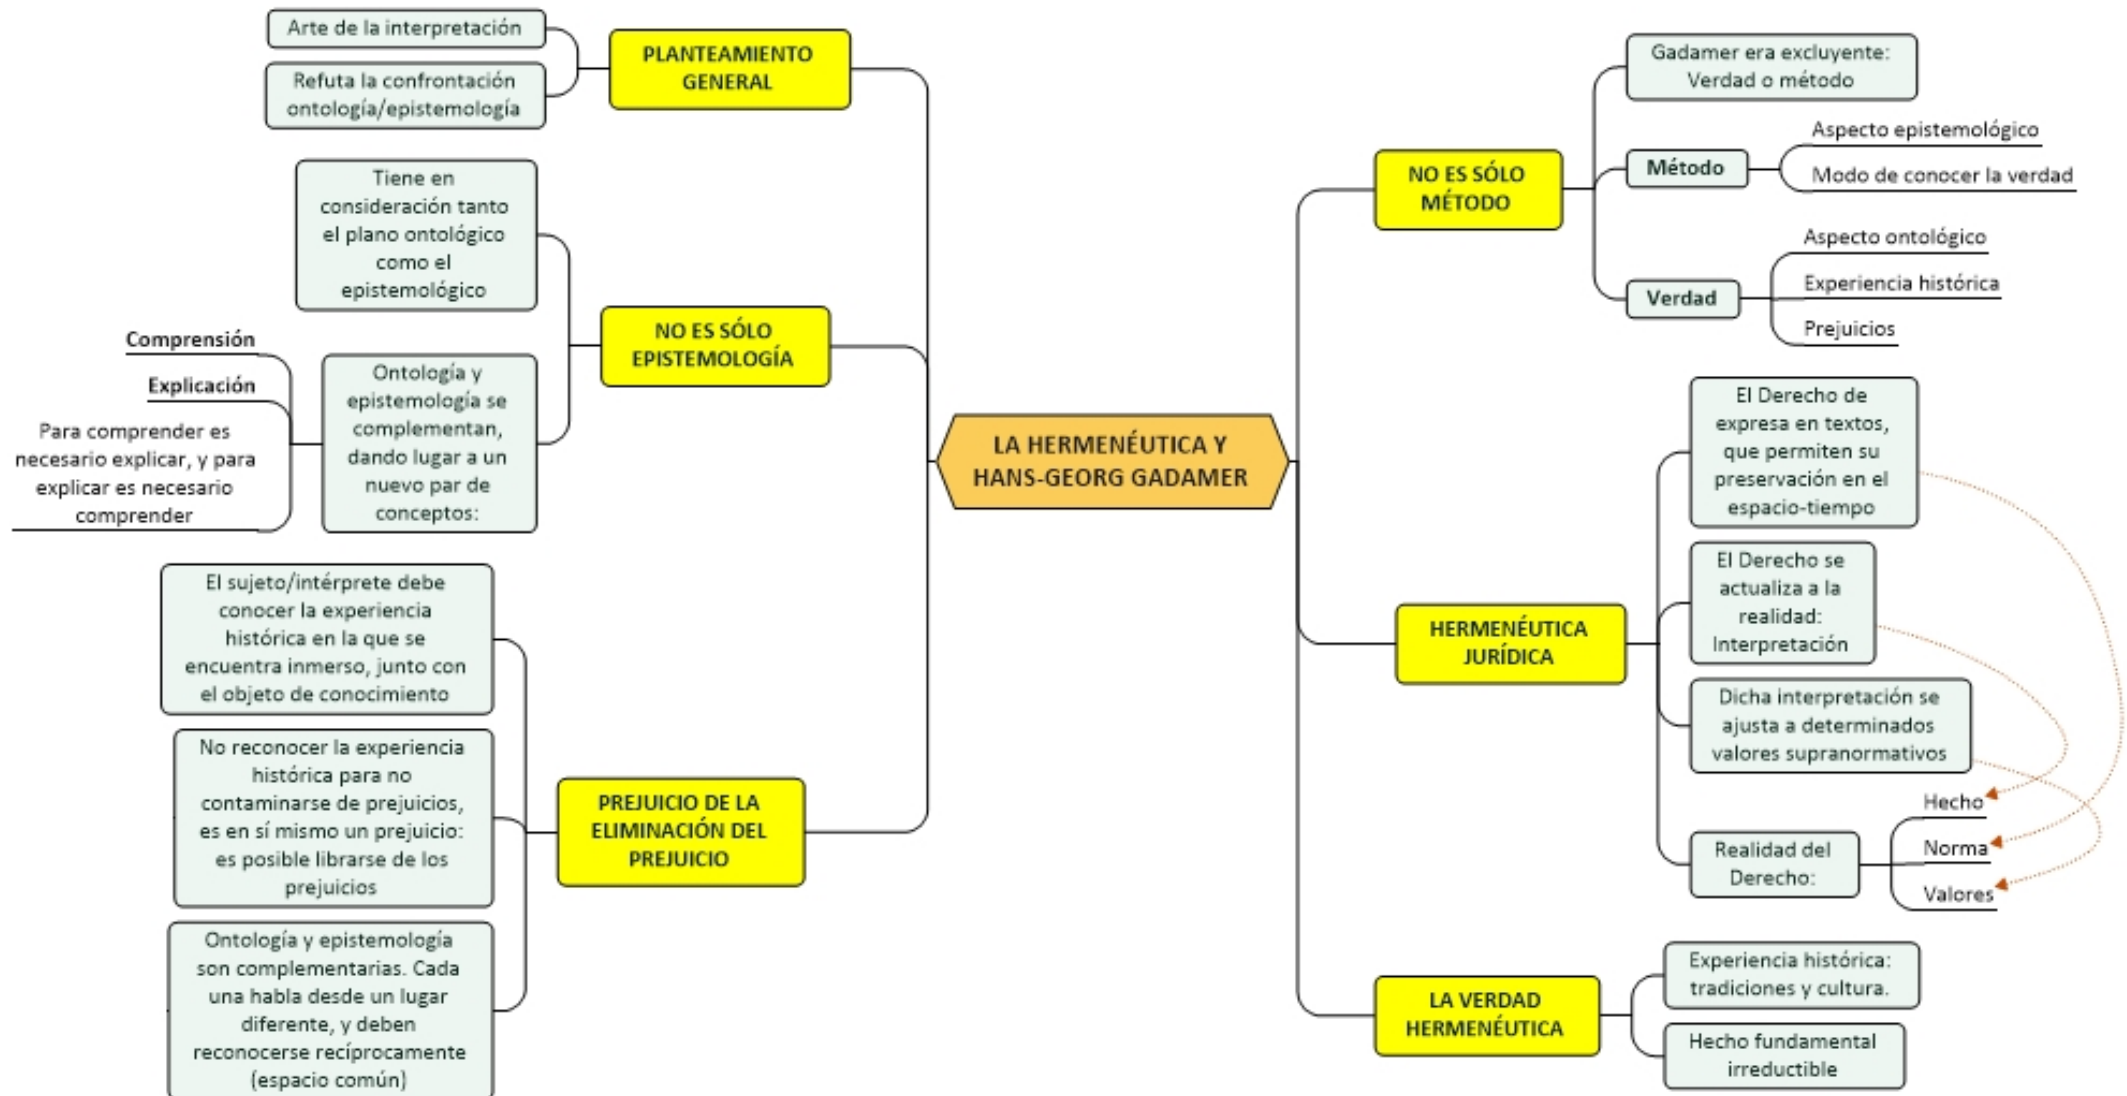 LA HERMENÉUTICA Y
HANS-GEORG GADAMER
PLANTEAMIENTO
GENERAL
Arte de la interpretación
Refuta la confrontación
ontología/epistemología
NO ES SÓLO
EPISTEMOLOGÍA
Tiene en
consideración tanto
el plano ontológico
como el
epistemológico
Ontología y
epistemología se
complementan,
dando lugar a un
nuevo par de
conceptos:
Comprensión
Explicación
Para comprender es
necesario explicar, y para
explicar es necesario
comprender
PREJUICIO DE LA
ELIMINACIÓN DEL
PREJUICIO
El sujeto/intérprete debe
conocer la experiencia
histórica en la que se
encuentra inmerso, junto con
el objeto de conocimiento
No reconocer la experiencia
histórica para no
contaminarse de prejuicios,
es en sí mismo un prejuicio:
es posible librarse de los
prejuicios
Ontología y epistemología
son complementarias. Cada
una habla desde un lugar
diferente, y deben
reconocerse recíprocamente
(espacio común)
NO ES SÓLO
MÉTODO
Gadamer era excluyente:
Verdad o método
Método
Aspecto epistemológico
Modo de conocer la verdad
Verdad
Aspecto ontológico
Experiencia histórica
Prejuicios
HERMENÉUTICA
JURÍDICA
El Derecho de
expresa en textos,
que permiten su
preservación en el
espacio-tiempo
El Derecho se
actualiza a la
realidad:
Interpretación
Dicha interpretación se
ajusta a determinados
valores supranormativos
Realidad del
Derecho:
Hecho
Norma
Valores
LA VERDAD
HERMENÉUTICA
Experiencia histórica:
tradiciones y cultura.
Hecho fundamental
irreductible